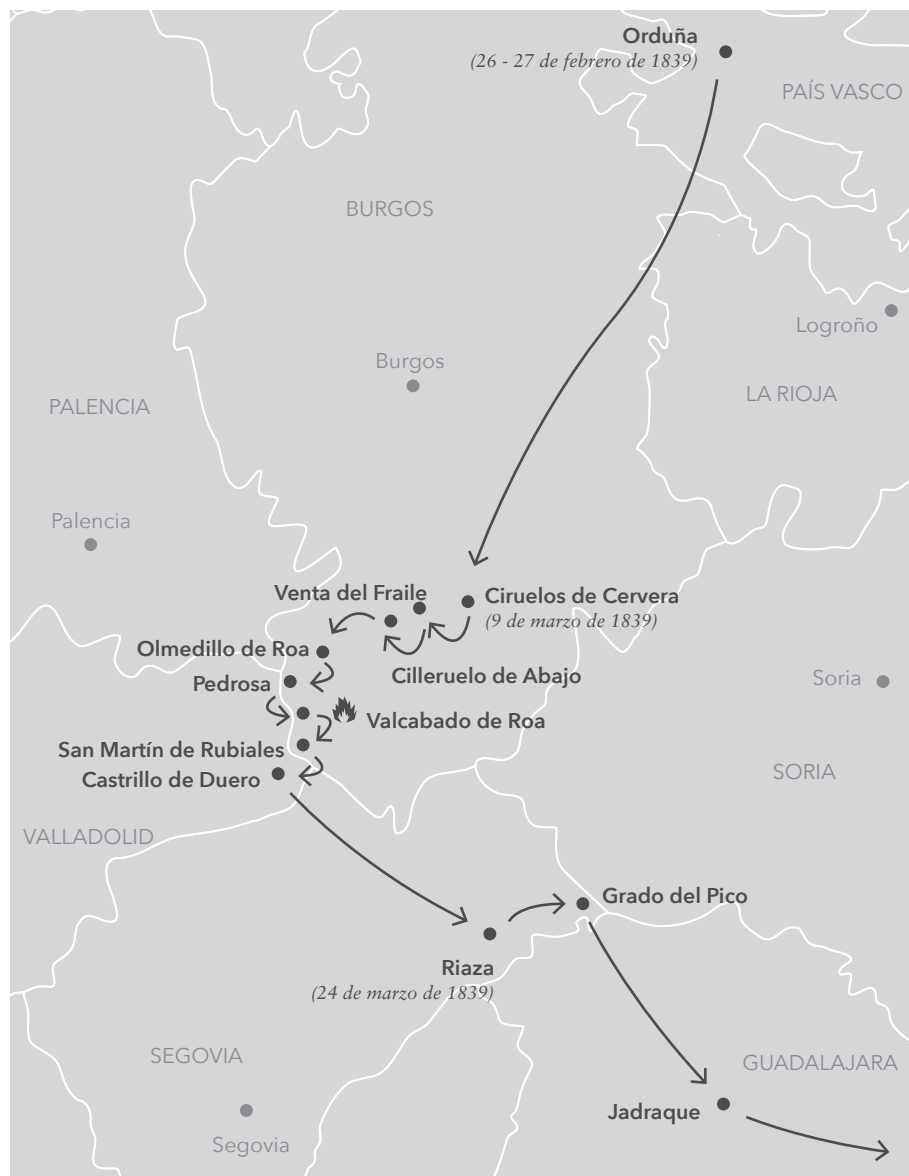 Orduña
(26 - 27 de febrero de 1839)
PAÍS VASCO
BURGOS
Logroño
Burgos
LA RIOJA
PALENCIA
Palencia
Venta del Fraile
Ciruelos de Cervera
(9 de marzo de 1839)
Olmedillo de Roa
Cilleruelo de Abajo
Pedrosa
Soria
Valcabado de Roa
San Martín de Rubiales
Castrillo de Duero
SORIA
VALLADOLID
Grado del Pico
Riaza
(24 de marzo de 1839)
SEGOVIA
GUADALAJARA
Jadraque
Segovia